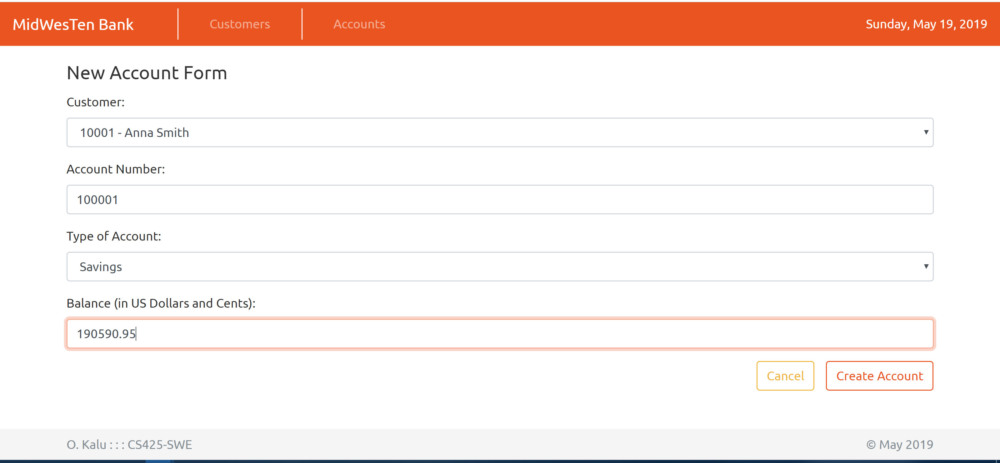 MidWesTen Bank Customers Accounts Sunday, May 19, 2019
New Account Form
Customer:
10001 - Anna Smith
Account Number:
100001
Type of Account:
Savings
Balance (in US Dollars and Cents):
190590.95
Cancel Create Account
O. Kalu : : : CS425-SWE © May 2019